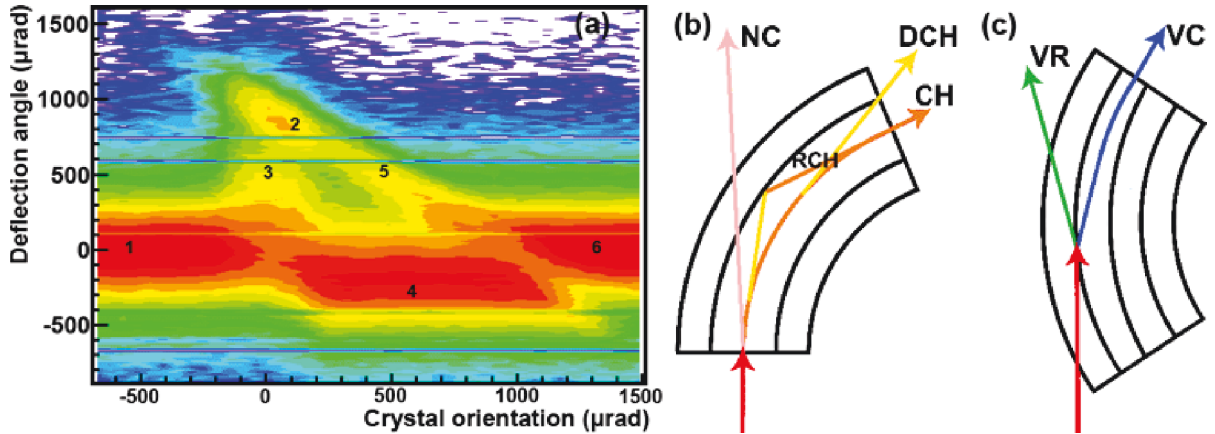 (a)
Deflection angle (µrad)
1500
1000
500
0
-500
1
2
3
4
5
6
-500
0
500
1000
1500
Crystal orientation (µrad)
(b)
NC
DCH
CH
RCH
(c)
VR
VC